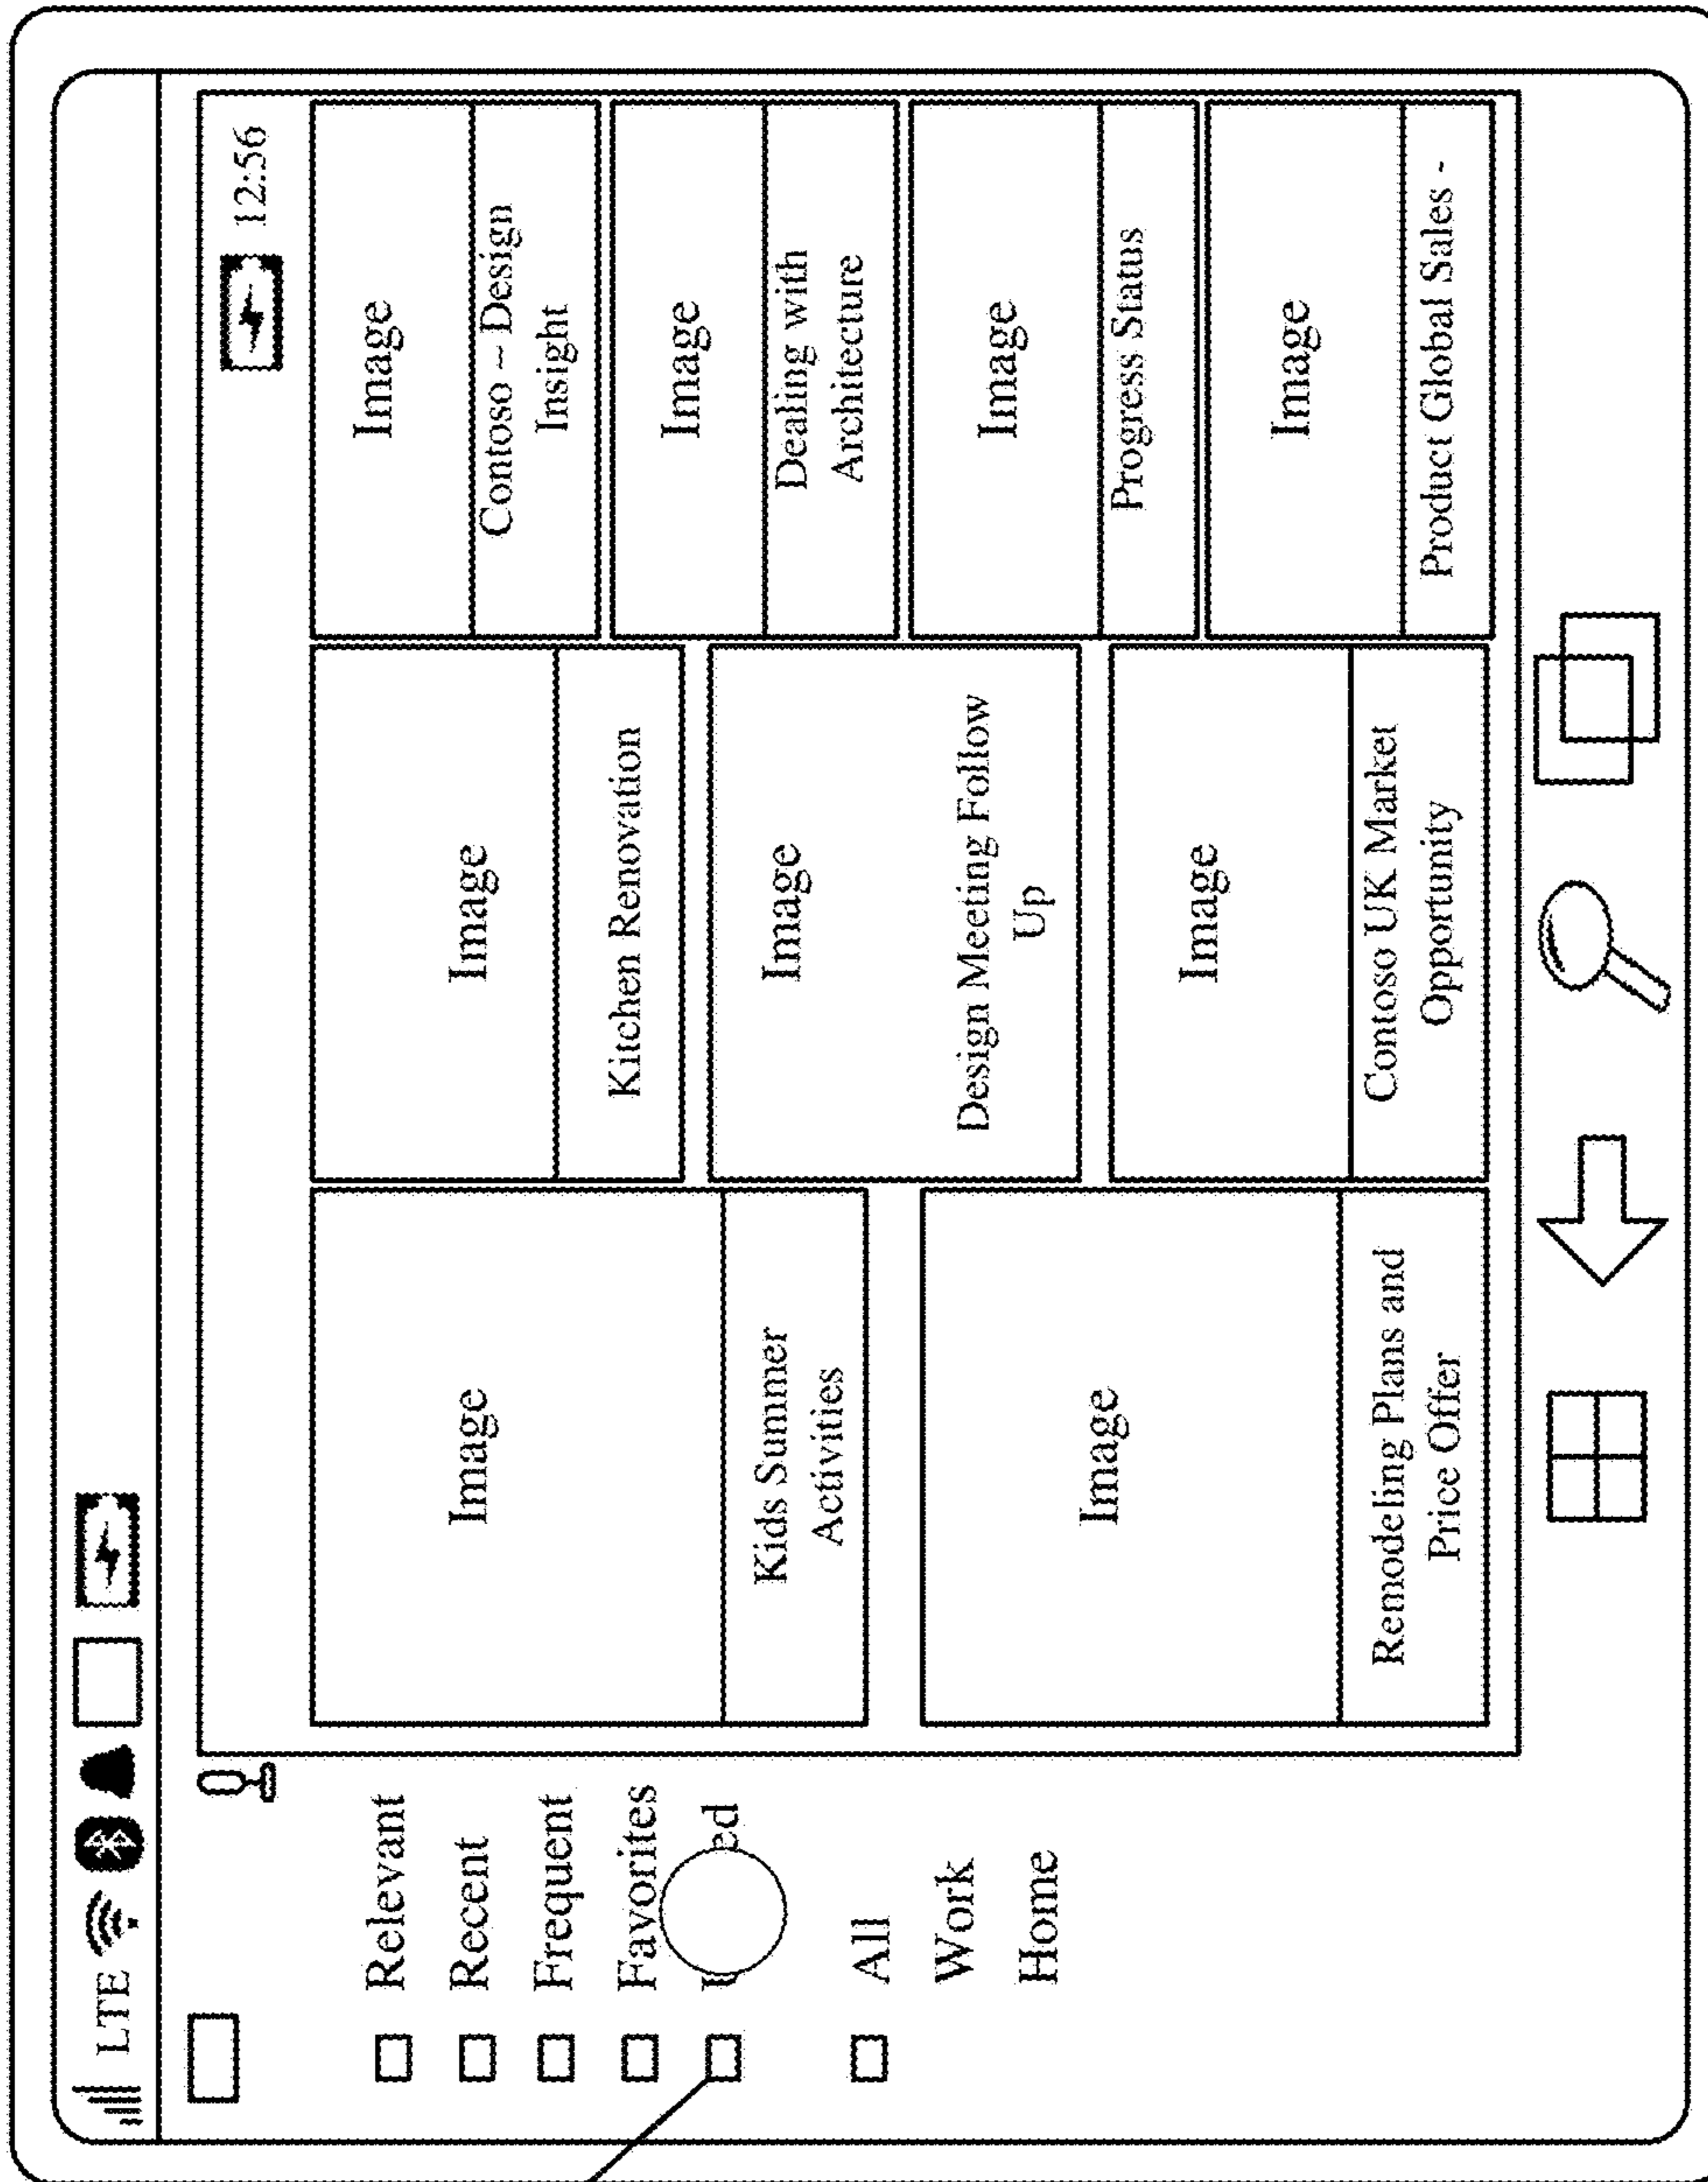 LTE
12:56
Relevant
Recent
Frequent
Favorites
All
Work
Home
Image
Kids Summer
Activities
Image
Remodeling Plans and
Price Offer
Image
Kitchen Renovation
Image
Design Meeting Follow
Up
Image
Contoso UK Market
Opportunity
Image
Contoso – Design
Insight
Image
Dealing with
Architecture
Image
Progress Status
Image
Product Global Sales -